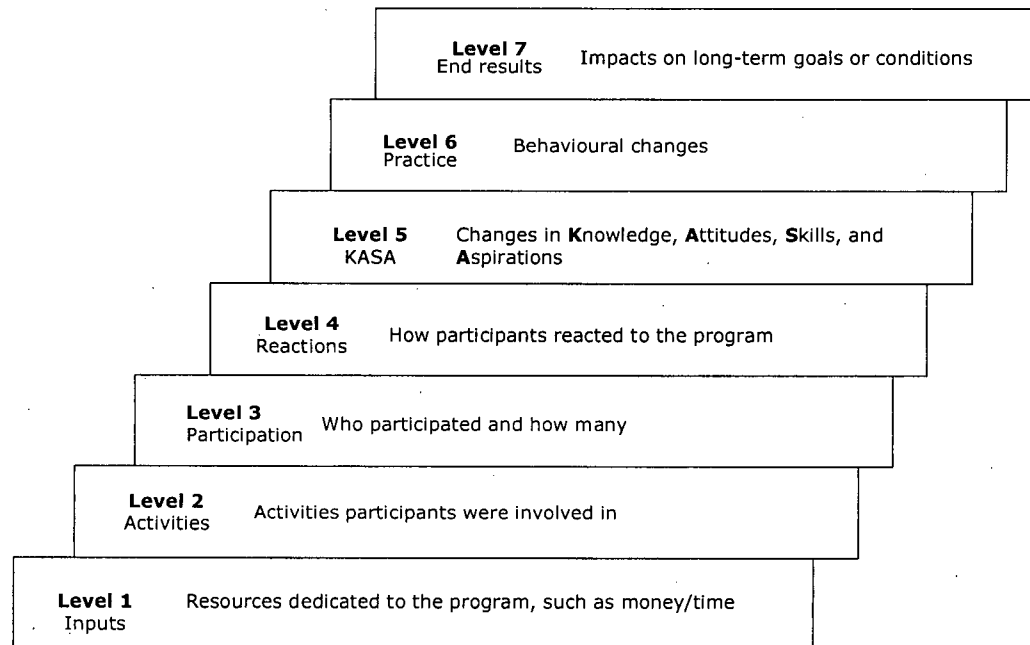 Level 7
End results
Impacts on long-term goals or conditions
Level 6
Practice
Behavioural changes
Level 5
KASA
Changes in Knowledge, Attitudes, Skills, and
Aspirations
Level 4
Reactions
How participants reacted to the program
Level 3
Participation
Who participated and how many
Level 2
Activities
Activities participants were involved in
Level 1
Inputs
Resources dedicated to the program, such as money/time